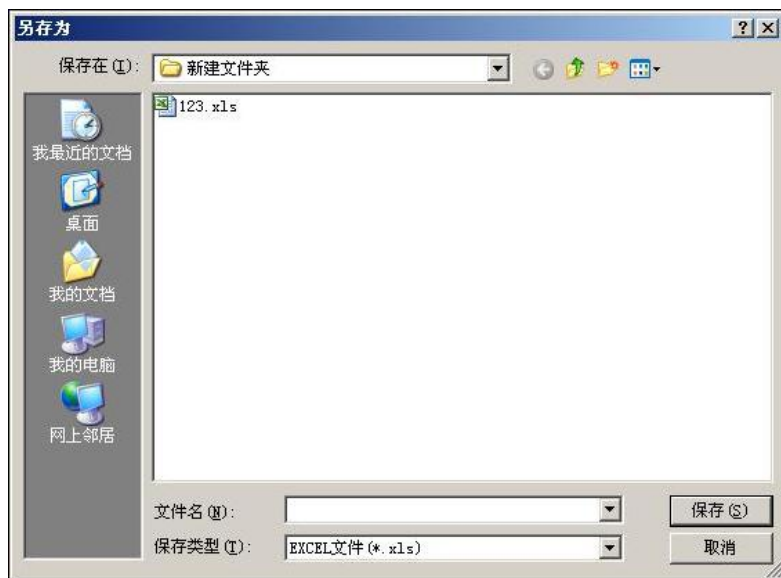 另存为
保存在(I):
新建文件夹
123.xls
我最近的文档
桌面
我的文档
我的电脑
网上邻居
文件名(N):
保存(S)
保存类型(T):
EXCEL文件(*.xls)
取消